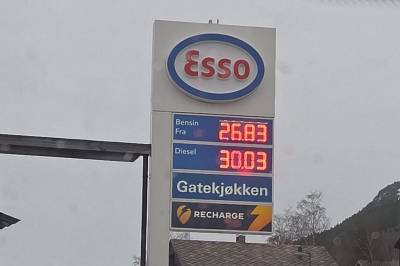 Esso
Bensin
Fra 26.83
Diesel 30.03
Gatekjøkken
RECHARGE